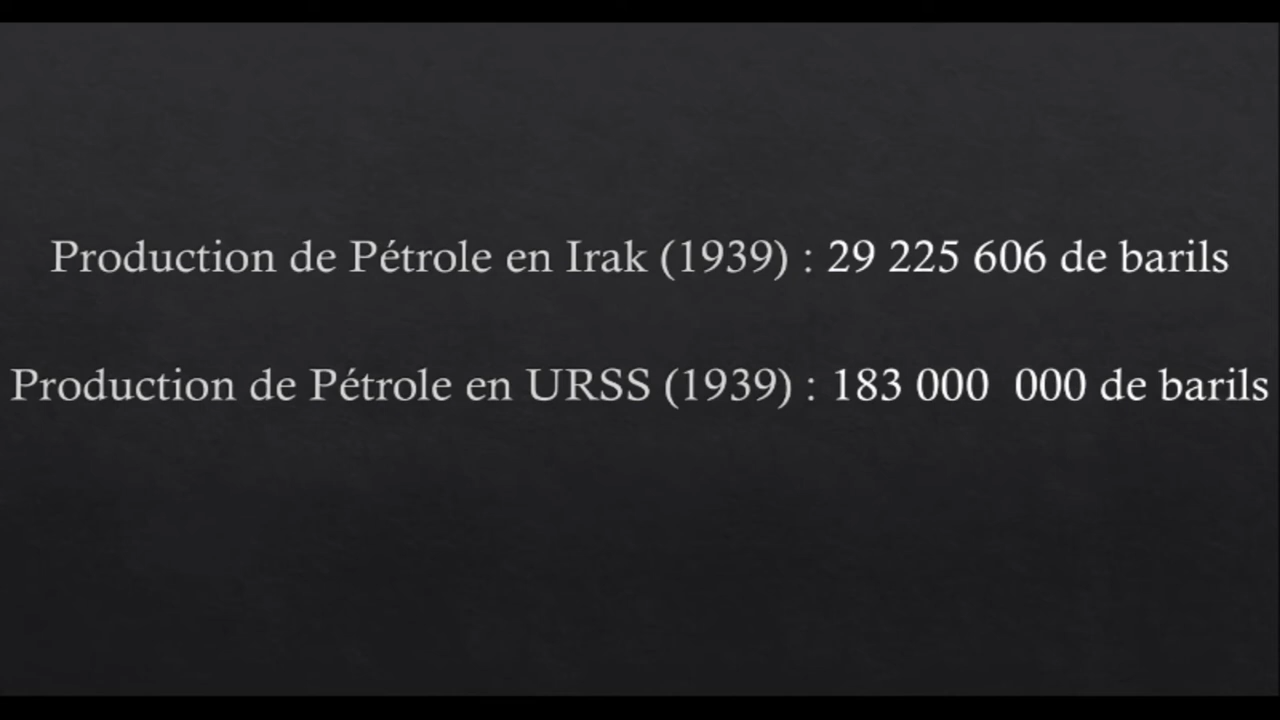 Production de Pétrole en Irak (1939) : 29 225 606 de barils
Production de Pétrole en URSS (1939) : 183 000  000 de barils